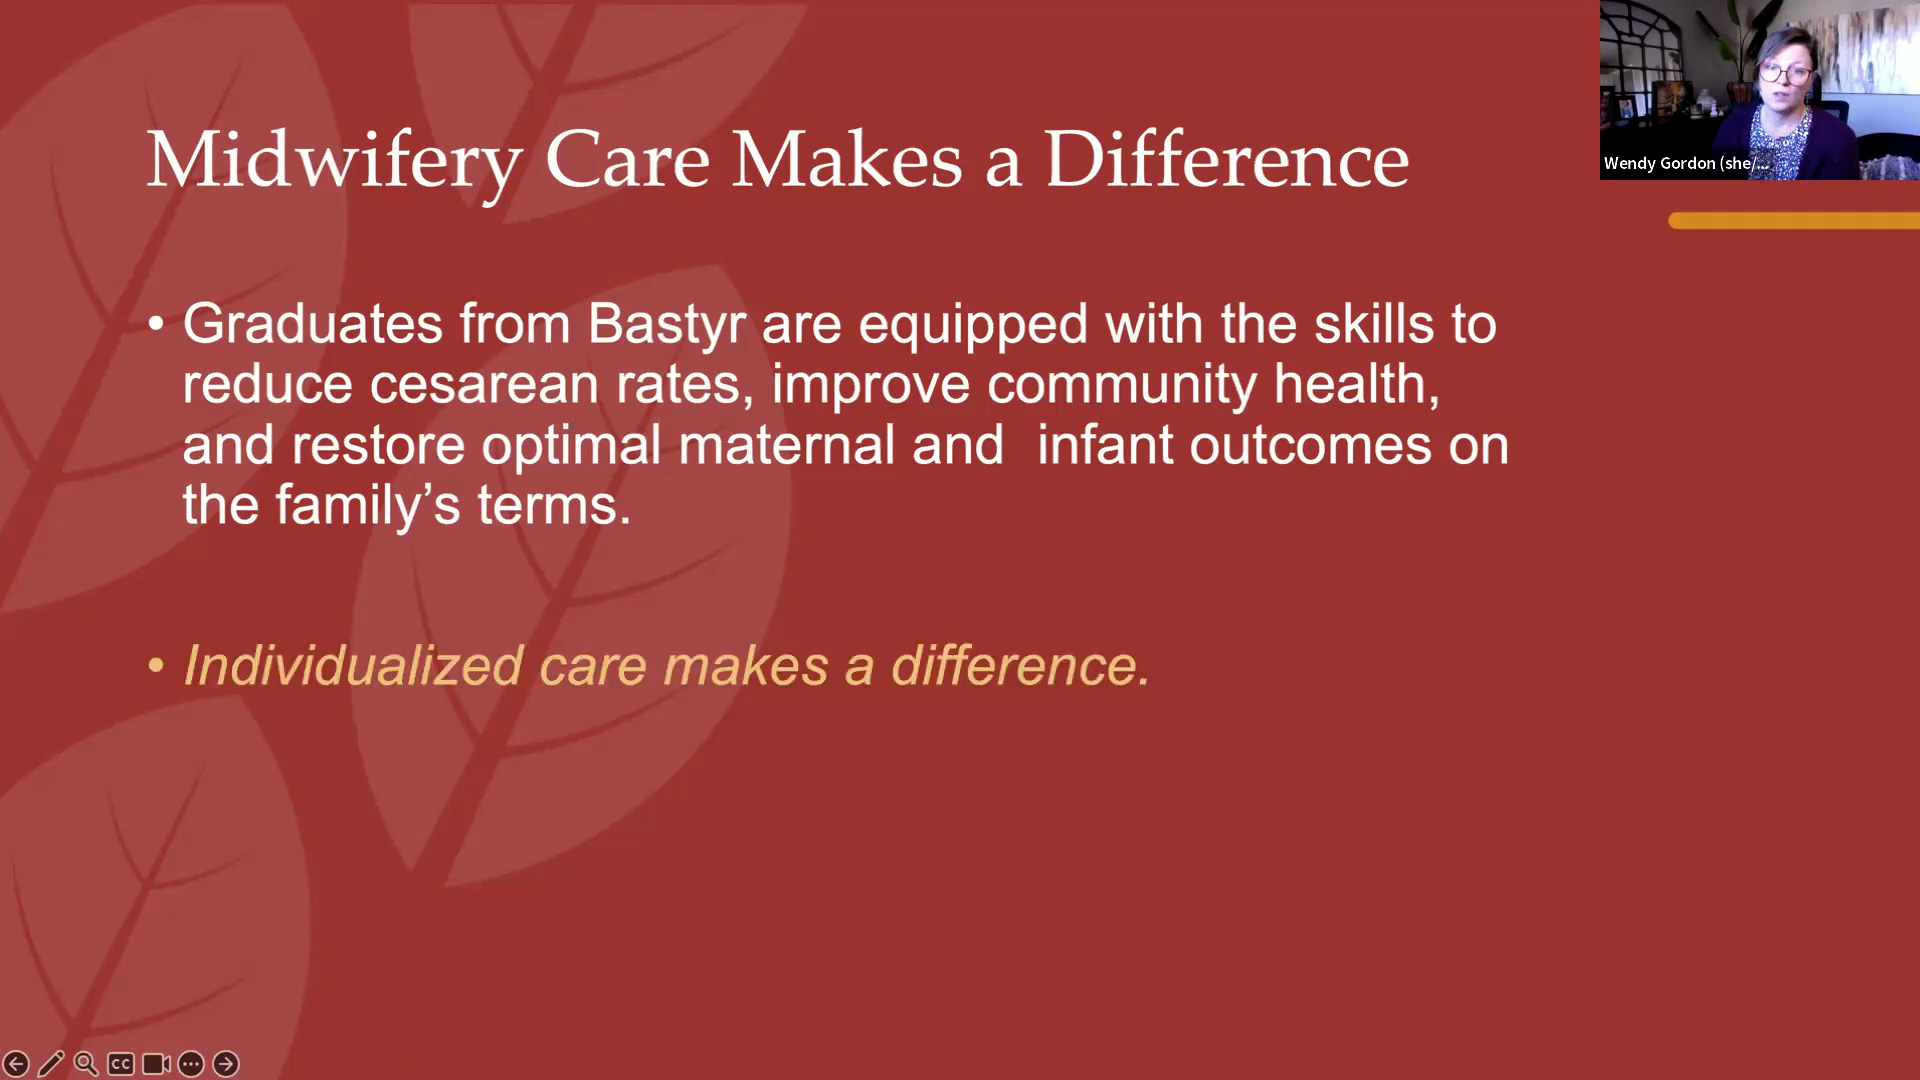 Midwifery Care Makes a Difference
Wendy Gordon (she/...
• Graduates from Bastyr are equipped with the skills to
reduce cesarean rates, improve community health,
and restore optimal maternal and  infant outcomes on
the family’s terms.
• Individualized care makes a difference.
CC